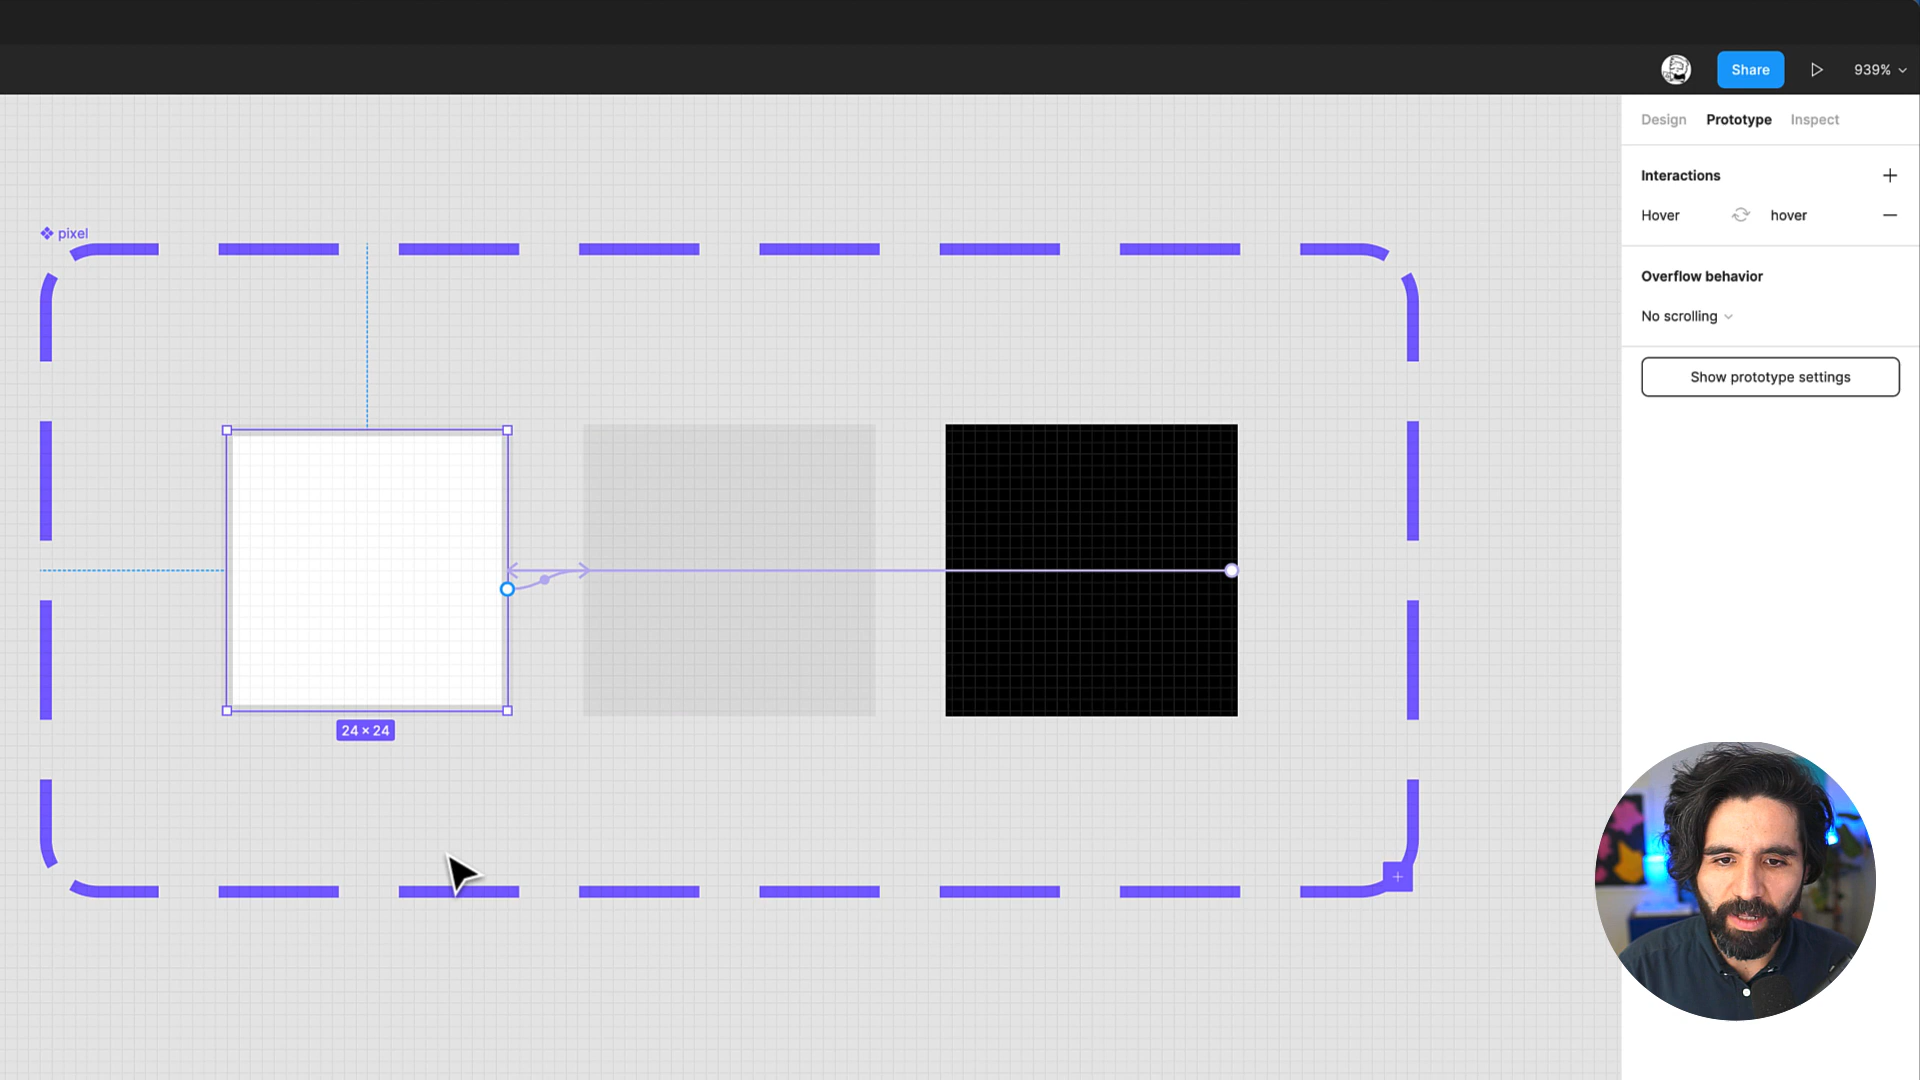 Share
939%
Design Prototype Inspect
Interactions
Hover hover
Overflow behavior
No scrolling
Show prototype settings
pixel
24 × 24